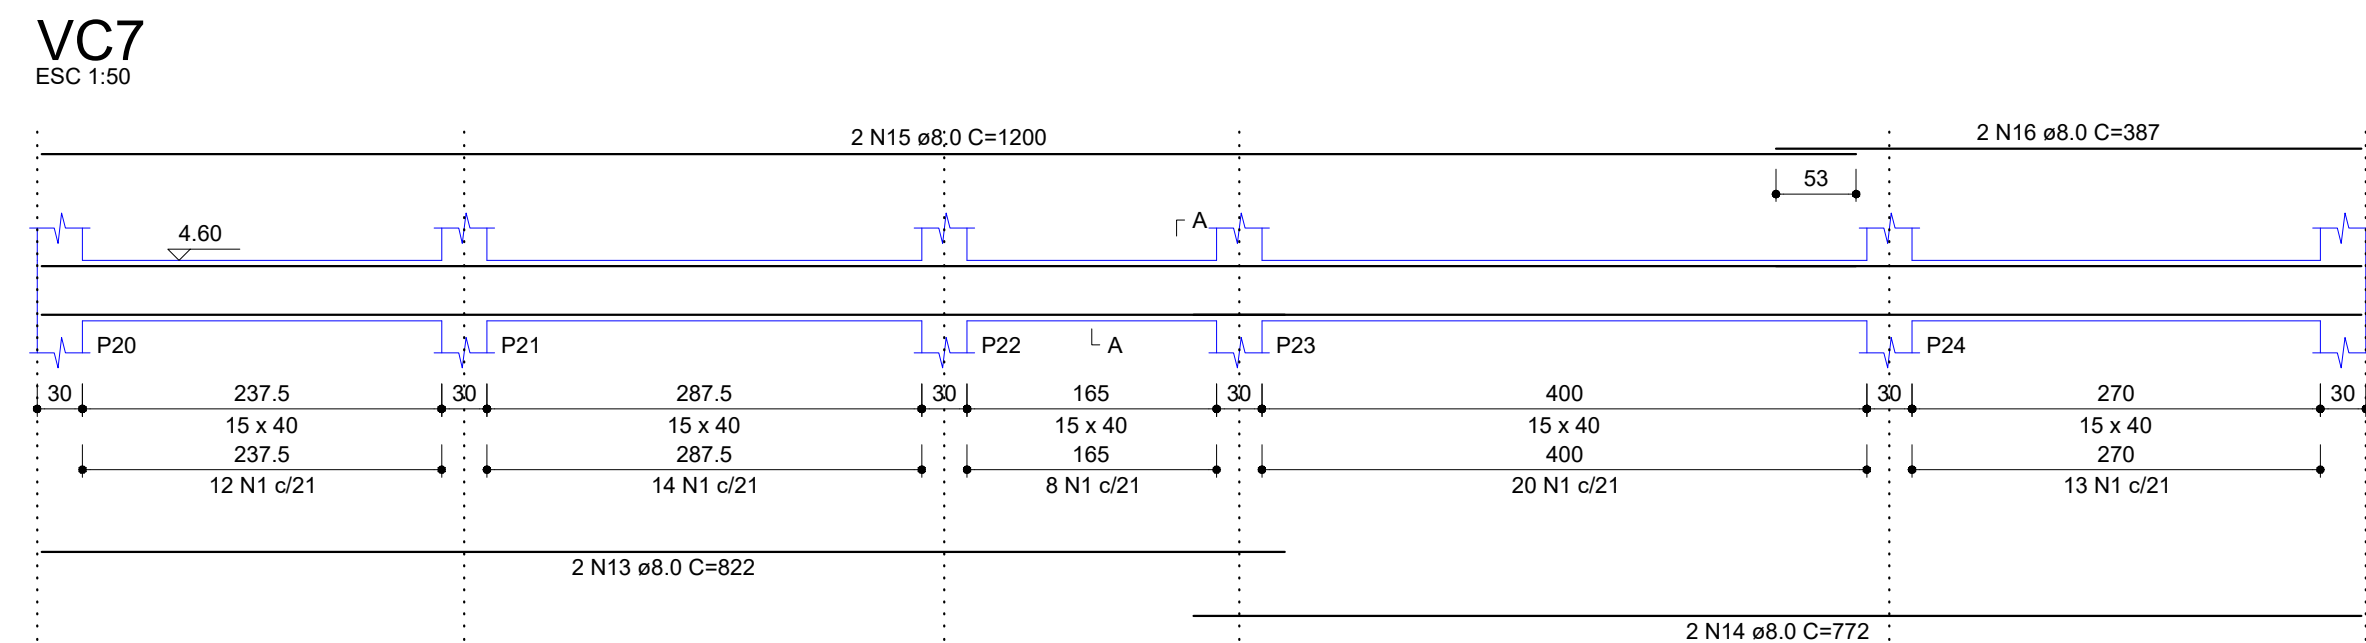 VC7
ESC 1:50
2 N15 ø8.0 C=1200
2 N16 ø8.0 C=387
53
4.60
A
P20
P21
P22
A
P23
P24
30
237.5
30
287.5
30
165
30
400
30
270
30
15 x 40
15 x 40
15 x 40
15 x 40
15 x 40
237.5
287.5
165
400
270
12 N1 c/21
14 N1 c/21
8 N1 c/21
20 N1 c/21
13 N1 c/21
2 N13 ø8.0 C=822
2 N14 ø8.0 C=772